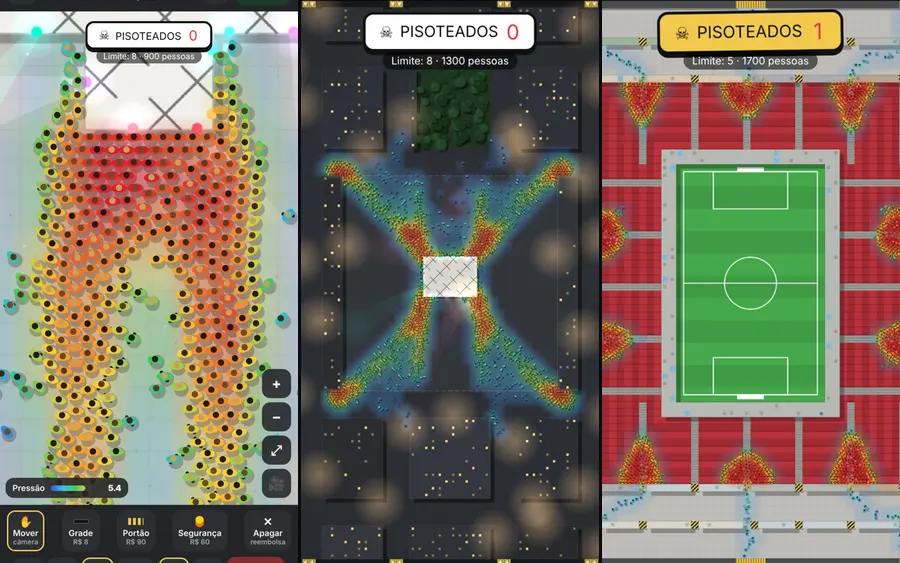 ☠ PISOTEADOS 0
Limite: 8 · 900 pessoas
Pressão 5.4
+
−
Mover
câmera
Grade
R$ 8
Portão
R$ 90
Segurança
R$ 60
Apagar
reembolsa
☠ PISOTEADOS 0
Limite: 8 · 1300 pessoas
☠ PISOTEADOS 1
Limite: 5 · 1700 pessoas